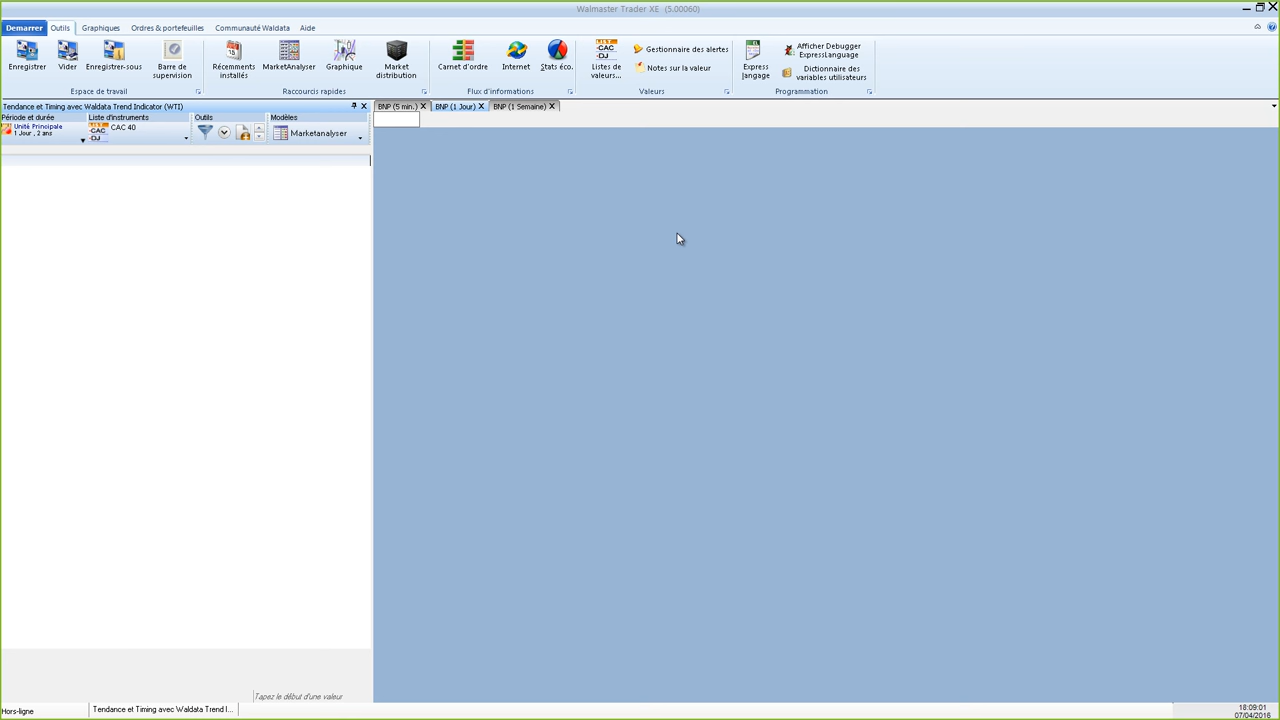 Walmaster Trader XE (5.00060)
Demarrer Outils Graphiques Ordres & portefeuilles Communauté Waldata Aide
Enregistrer Vider Enregistrer-sous Barre de supervision Récemments installés MarketAnalyser Graphique Market distribution Carnet d'ordre Internet Stats éco. Listes de valeurs... Gestionnaire des alertes Notes sur la valeur Express langage Afficher Debugger ExpressLanguage Dictionnaire des variables utilisateurs
Espace de travail Raccourcis rapides Flux d'informations Valeurs Programmation
Tendance et Timing avec Waldata Trend Indicator (WTI) BNP (5 min.) BNP (1 Jour) BNP (1 Semaine)
Période et durée Liste d'instruments Outils Modèles
Unité Principale
1 Jour , 2 ans
LIST
-CAC
-DJ
CAC 40
Marketanalyser
Tapez le début d'une valeur
Hors-ligne Tendance et Timing avec Waldata Trend I...
18:09:01
07/04/2016